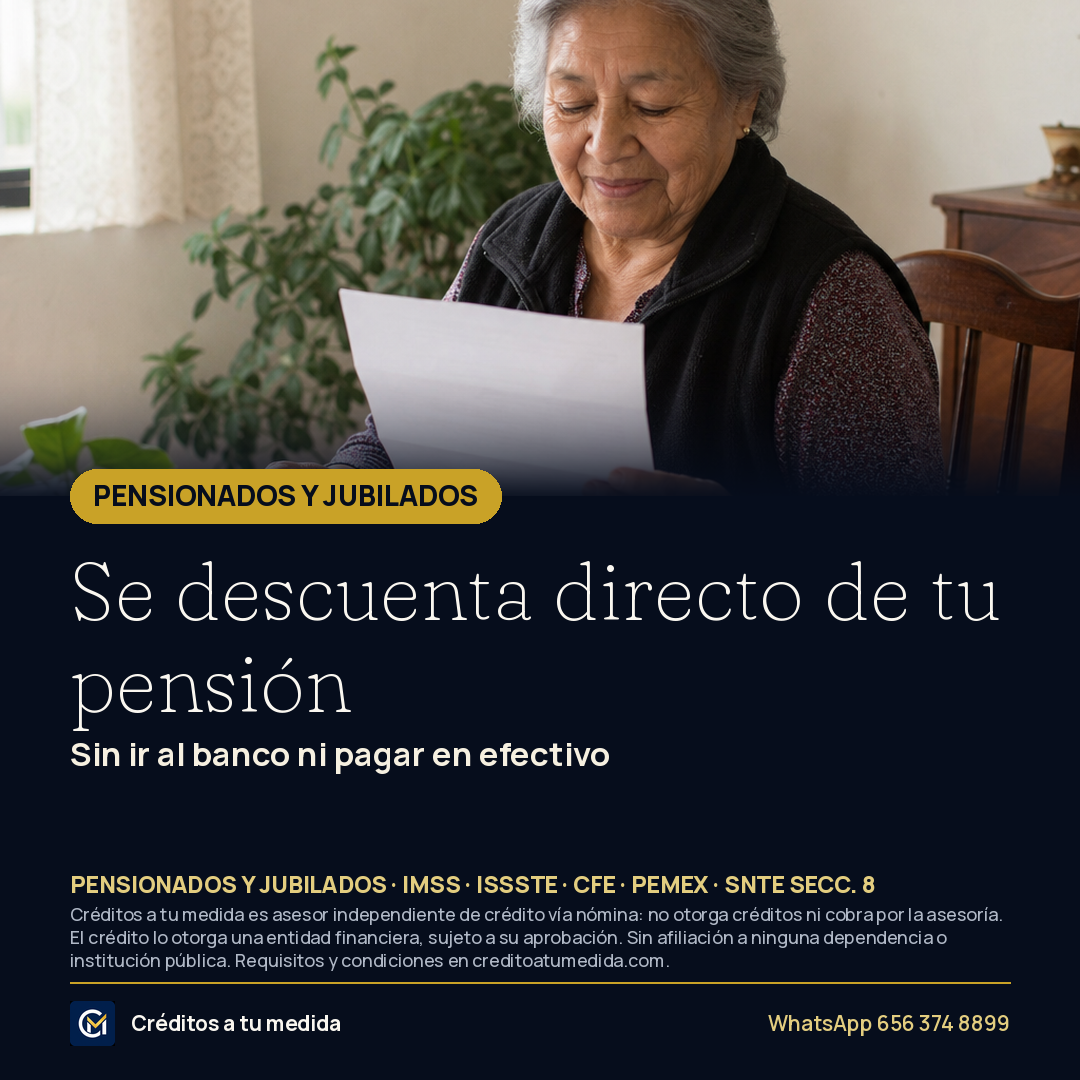 PENSIONADOS Y JUBILADOS
Se descuenta directo de tu
pensión
Sin ir al banco ni pagar en efectivo
PENSIONADOS Y JUBILADOS · IMSS · ISSSTE · CFE · PEMEX · SNTE SECC. 8
Créditos a tu medida es asesor independiente de crédito vía nómina: no otorga créditos ni cobra por la asesoría.
El crédito lo otorga una entidad financiera, sujeto a su aprobación. Sin afiliación a ninguna dependencia o
institución pública. Requisitos y condiciones en creditoatumedida.com.
Créditos a tu medida
WhatsApp 656 374 8899